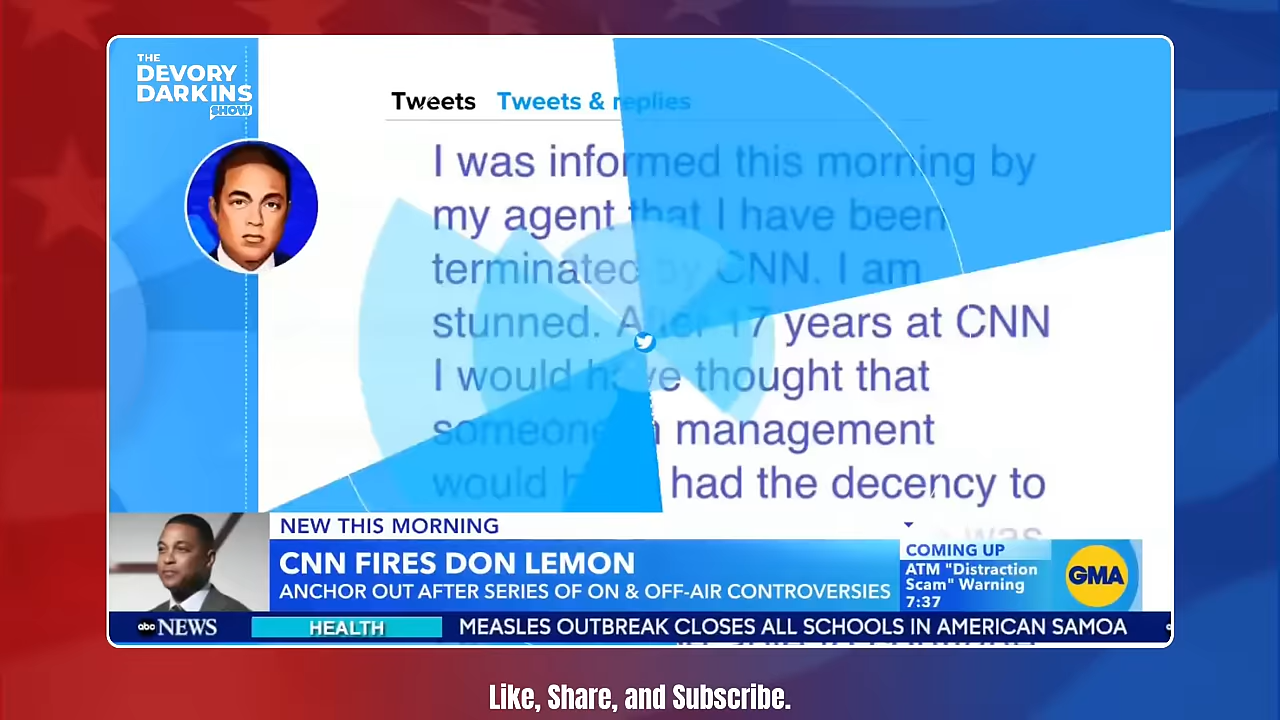 THE
DEVORY
DARKINS
SHOW
Tweets Tweets & replies
I was informed this morning by
my agent that I have been
terminated by CNN. I am
stunned. After 17 years at CNN
I would have thought that
someone in management
would had the decency to
was
NEW THIS MORNING
CNN FIRES DON LEMON
ANCHOR OUT AFTER SERIES OF ON & OFF-AIR CONTROVERSIES
COMING UP
ATM "Distraction
Scam" Warning
7:37
GMA
abc NEWS
HEALTH
MEASLES OUTBREAK CLOSES ALL SCHOOLS IN AMERICAN SAMOA
Like, Share, and Subscribe.